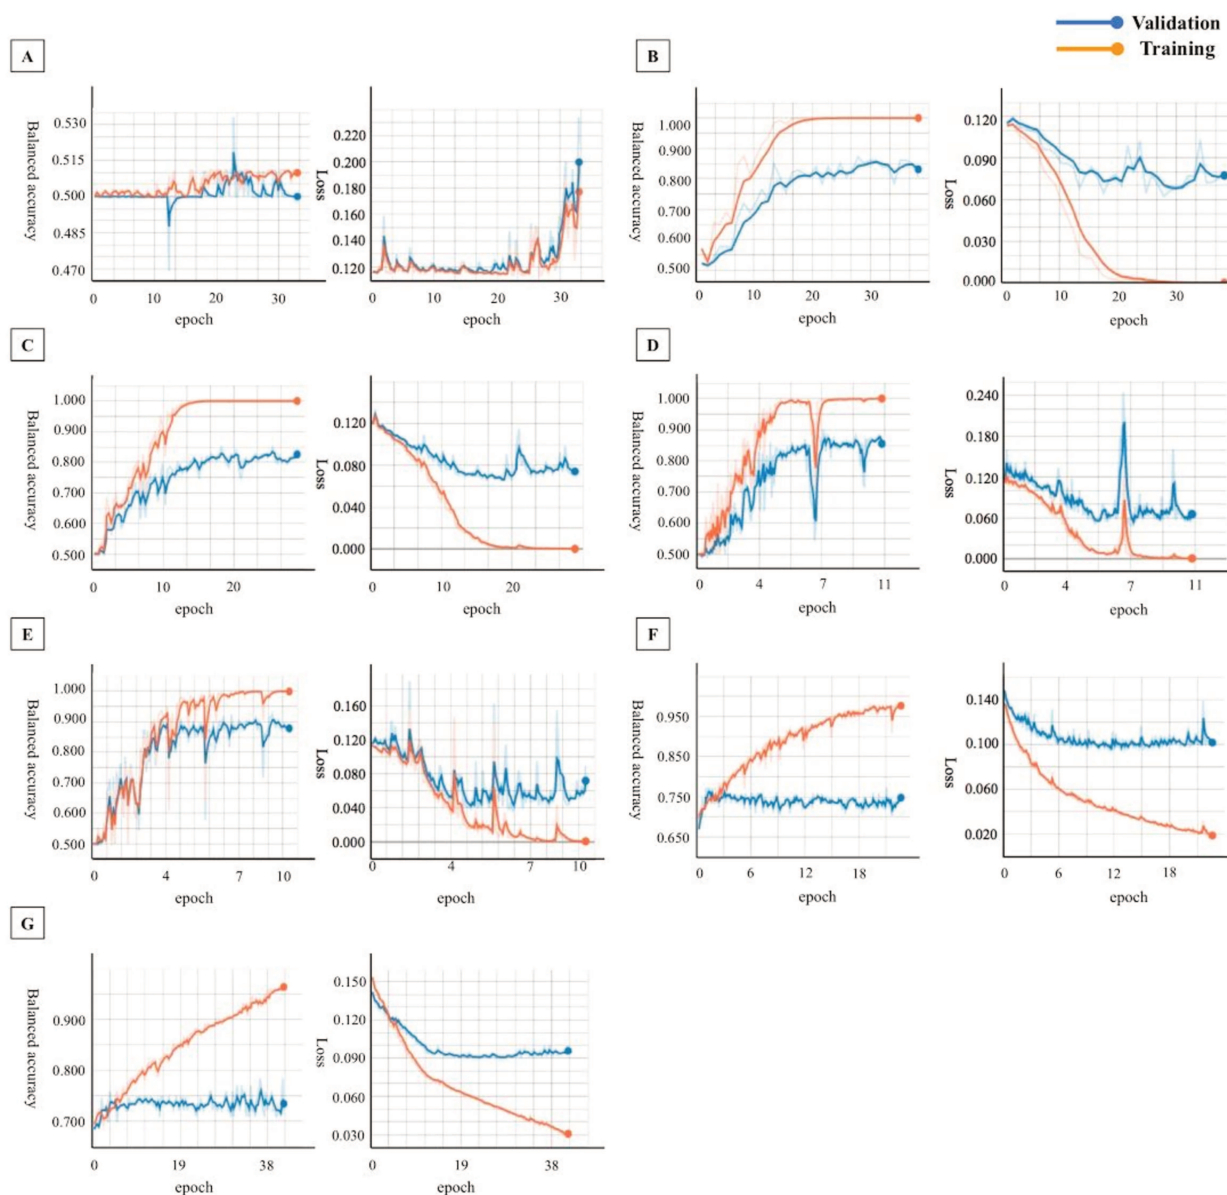 Validation
Training
A
Balanced accuracy
0.530
0.515
0.500
0.485
0.470
0 10 20 30
epoch
Loss
0.220
0.200
0.180
0.160
0.140
0.120
0 10 20 30
epoch
B
Balanced accuracy
1.000
0.900
0.800
0.700
0.600
0.500
0 10 14 30
epoch
Loss
0.120
0.090
0.060
0.030
0.000
0 10 20 30
epoch
C
Balanced accuracy
1.000
0.900
0.800
0.700
0.600
0.500
0 10 20
epoch
Loss
0.120
0.080
0.000
0 10 20
epoch
D
Balanced accuracy
1.000
0.900
0.800
0.700
0.600
0.500
0 4 7 11
epoch
Loss
0.240
0.180
0.120
0.060
0.000
0 4 7 11
epoch
E
Balanced accuracy
1.000
0.900
0.800
0.700
0.600
0.500
0 4 7 10
epoch
Loss
0.160
0.120
0.080
0.040
0.000
0 4 7 10
epoch
F
Balanced accuracy
0.950
0.850
0.750
0.650
0 6 12 18
epoch
Loss
0.140
0.100
0.060
0.020
0 6 12 18
epoch
G
Balanced accuracy
0.900
0.800
0.700
0 19 38
epoch
Loss
0.150
0.120
0.090
0.060
0.030
0 19 38
epoch